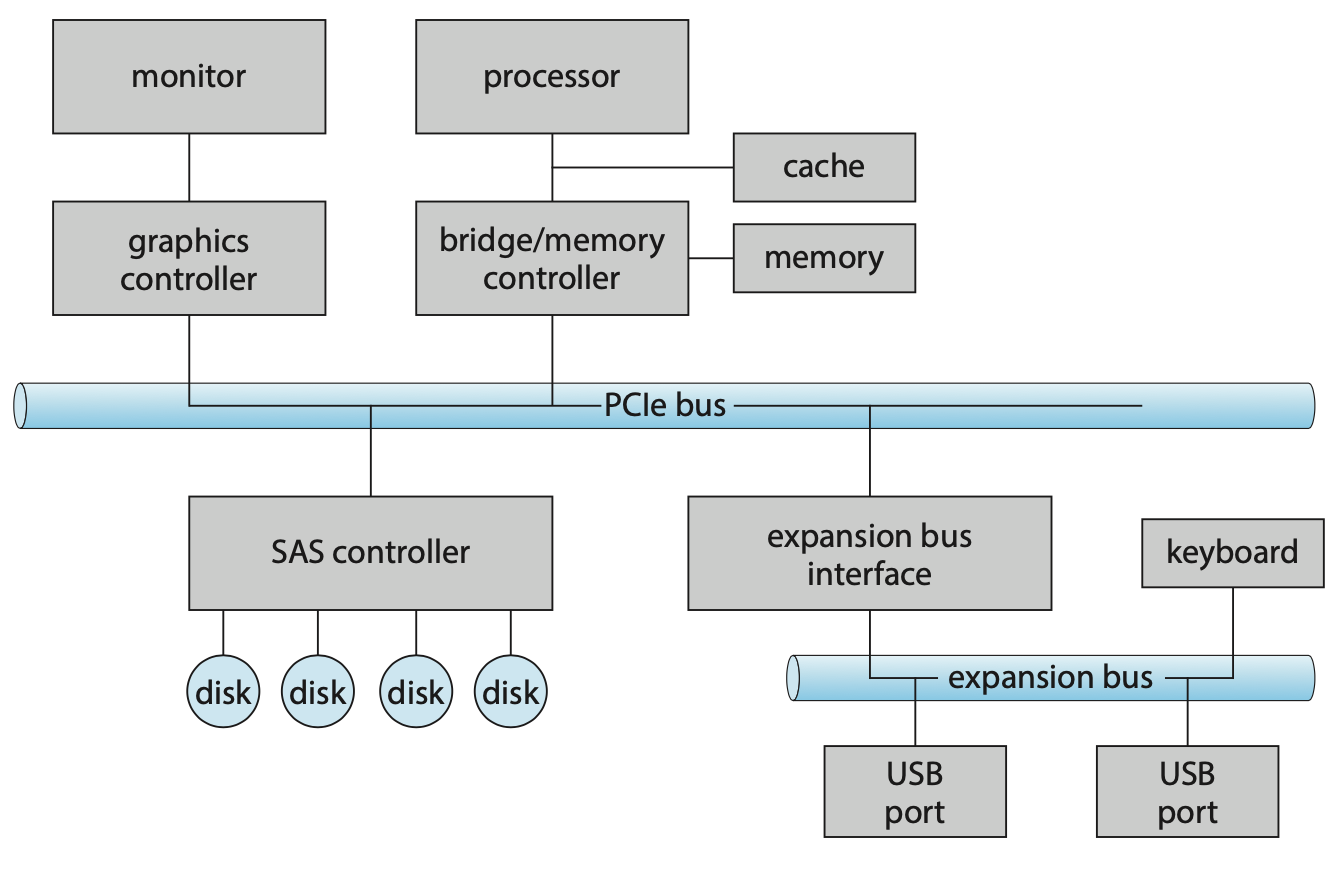 monitor
processor
cache
graphics
controller
bridge/memory
controller
memory
PCIe bus
SAS controller
expansion bus
interface
keyboard
disk
disk
disk
disk
expansion bus
USB
port
USB
port